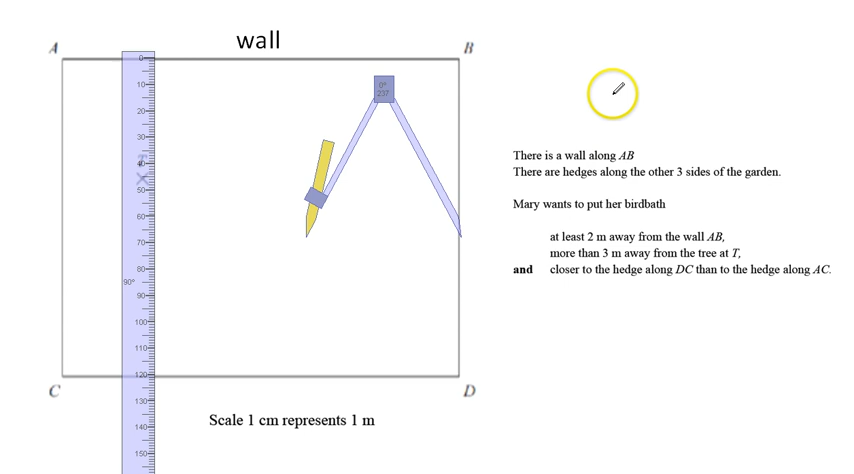 wall
A
B
0
10
20
30
40
50
60
70
80
90°
90
100
110
120
130
140
150
0°
237
There is a wall along AB
There are hedges along the other 3 sides of the garden.
Mary wants to put her birdbath
at least 2 m away from the wall AB,
more than 3 m away from the tree at T,
and closer to the hedge along DC than to the hedge along AC.
C
D
Scale 1 cm represents 1 m